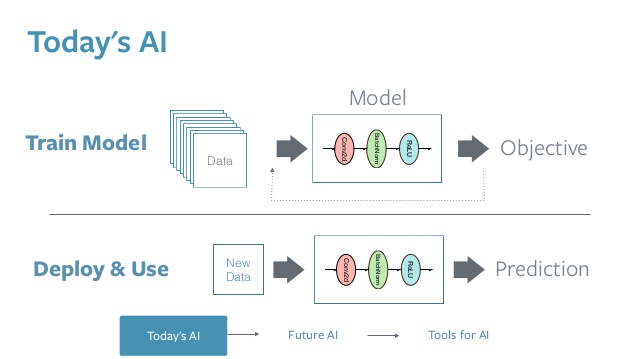 Today's AI
Model
Train Model
Data
Conv2d
BatchNorm
ReLU
Objective
Deploy & Use
New
Data
Conv2d
BatchNorm
ReLU
Prediction
Today's AI
Future AI
Tools for AI